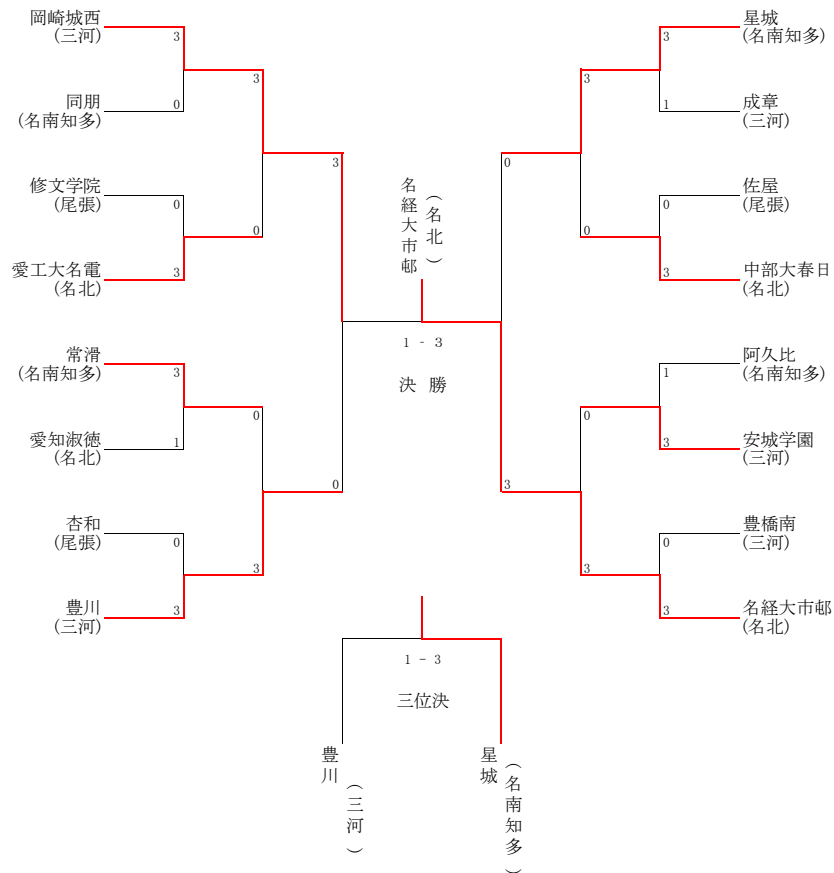 岡崎城西
(三河)
3
同朋
(名南知多)
0
3
修文学院
(尾張)
0
愛工大名電
(名北)
3
0
3
常滑
(名南知多)
3
愛知淑徳
(名北)
1
0
杏和
(尾張)
0
豊川
(三河)
3
3
0
名経大市邨
(名北)
1 - 3
決 勝
星城
(名南知多)
3
成章
(三河)
1
3
佐屋
(尾張)
0
中部大春日
(名北)
3
0
0
阿久比
(名南知多)
1
安城学園
(三河)
3
0
豊橋南
(三河)
0
名経大市邨
(名北)
3
3
3
1 - 3
三位決
豊川
(三河)
星城
(名南知多)